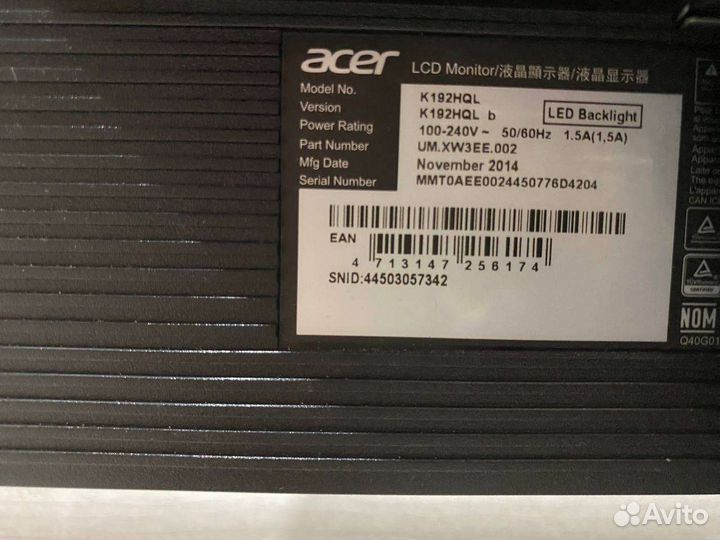 acer LCD Monitor/液晶顯示器/液晶显示器
Model No. K192HQL
Version K192HQL b LED Backlight
Power Rating 100-240V~ 50/60Hz 1.5A(1,5A)
Part Number UM.XW3EE.002
Mfg Date November 2014
Serial Number MMT0AEE0024450776D4204
EAN
4 713147 256174
SNID:44503057342
NOM
Q40G01
Avito